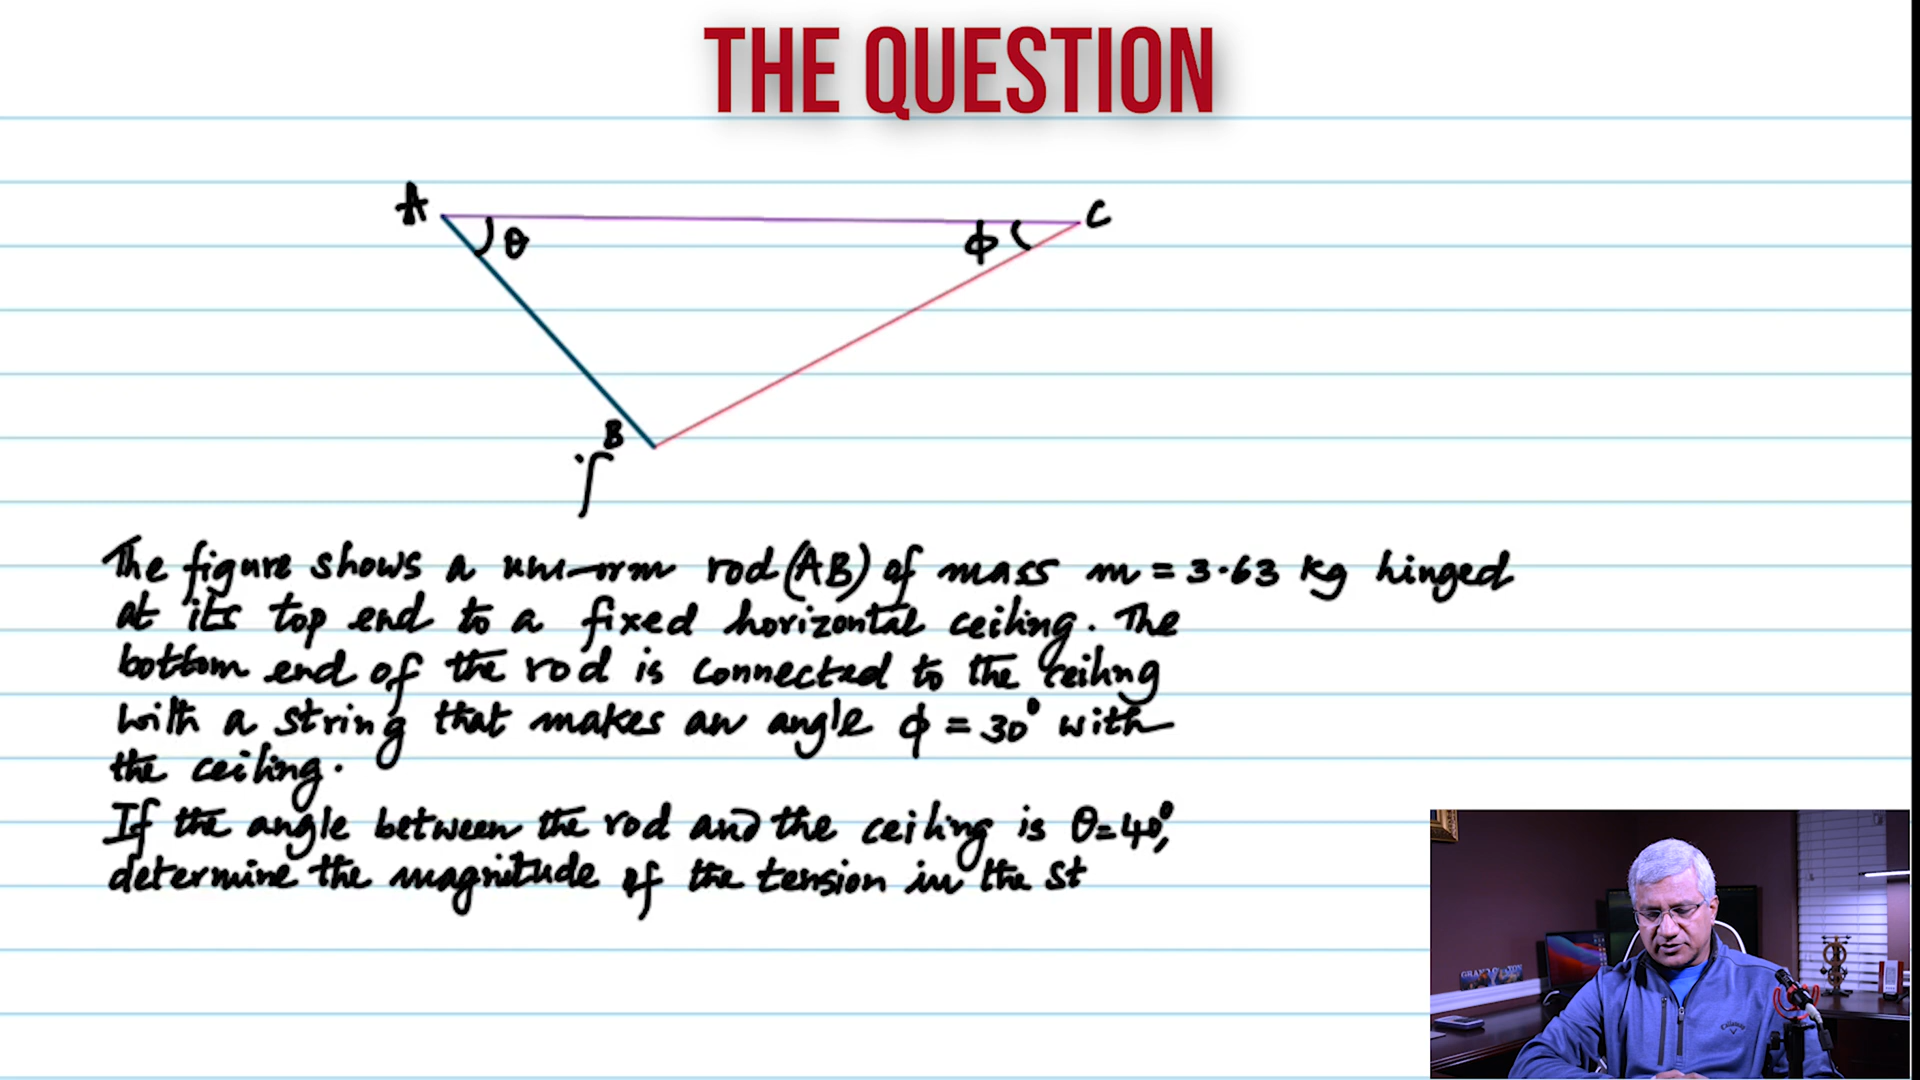 THE QUESTION
A
C
θ
φ
B
The figure shows a rod (AB) of mass m = 3.63 kg hinged
at its top end to a fixed horizontal ceiling. The
bottom end of the rod is connected to the ceiling
with a string that makes an angle φ = 30° with
the ceiling.
If the angle between the rod and the ceiling is θ=40°,
determine the magnitude of the tension in the st